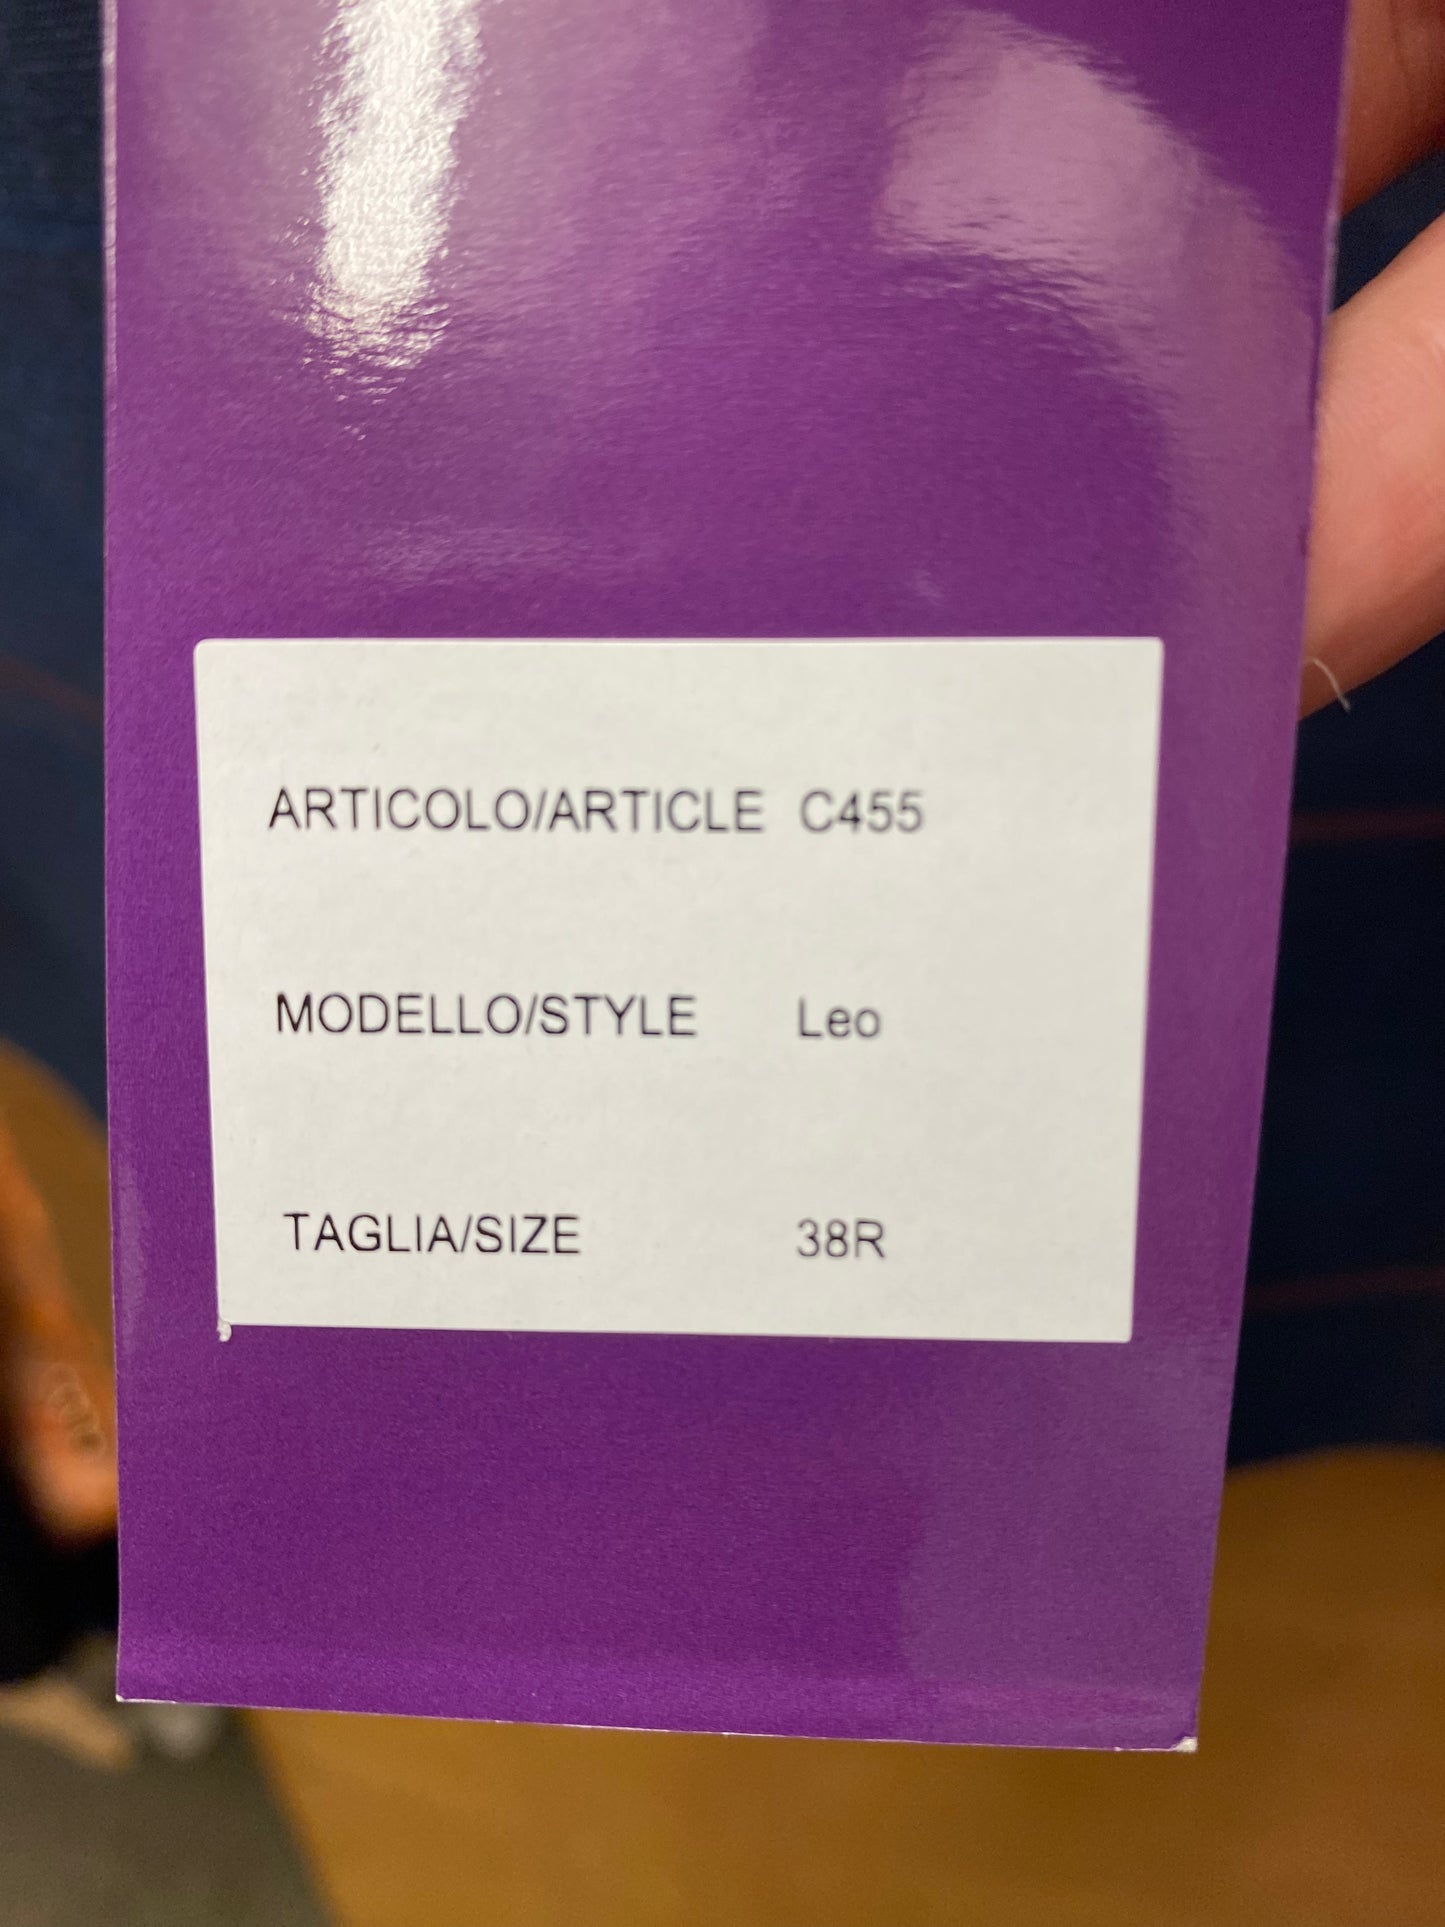 ARTICOLO/ARTICLE C455
MODELLO/STYLE Leo
TAGLIA/SIZE 38R